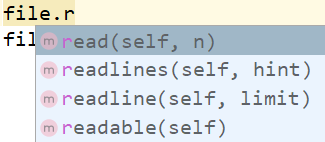 file.r
fil
m read(self, n)
m readlines(self, hint)
m readline(self, limit)
m readable(self)